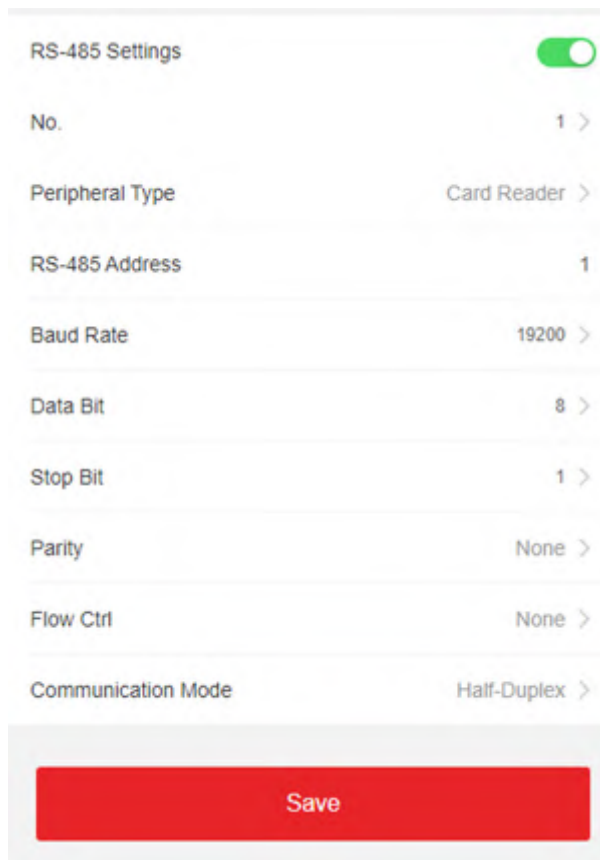 RS-485 Settings
No. 1
Peripheral Type Card Reader
RS-485 Address 1
Baud Rate 19200
Data Bit 8
Stop Bit 1
Parity None
Flow Ctrl None
Communication Mode Half-Duplex
Save